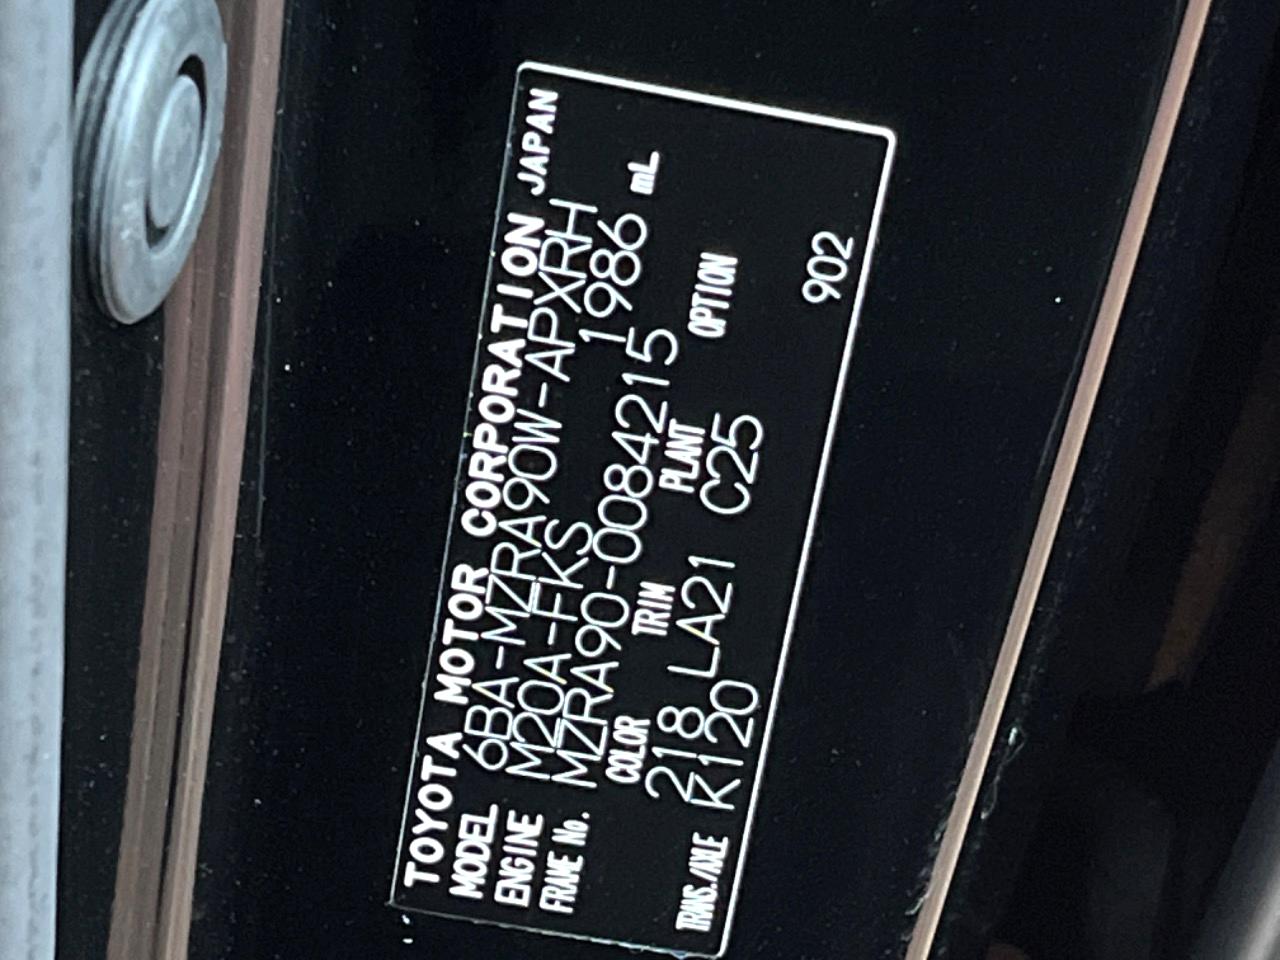 TOYOTA MOTOR CORPORATION JAPAN
MODEL 6BA-MZRA90W-APXRH
ENGINE M20A-FKS 1986 mL
FRAME No. MZRA90-0084215
COLOR TRIM PLANT OPTION
218 LA21 C25
TRANS./AXLE K120 902